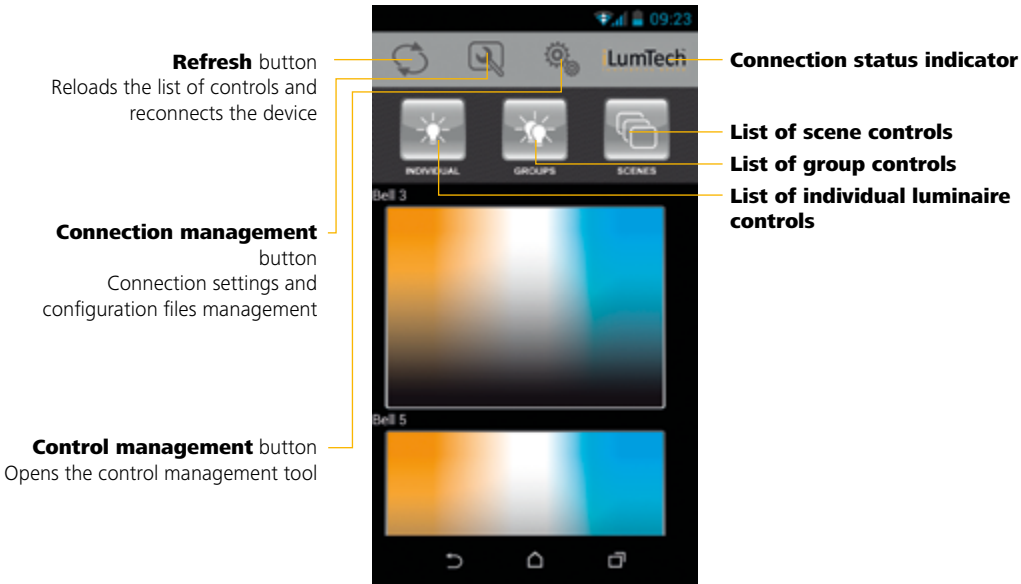 09:23
Refresh button
Reloads the list of controls and
reconnects the device
Connection management
button
Connection settings and
configuration files management
Control management button
Opens the control management tool
LumTech
INDIVIDUAL
GROUPS
SCENES
Bell 3
Bell 5
Connection status indicator
List of scene controls
List of group controls
List of individual luminaire
controls